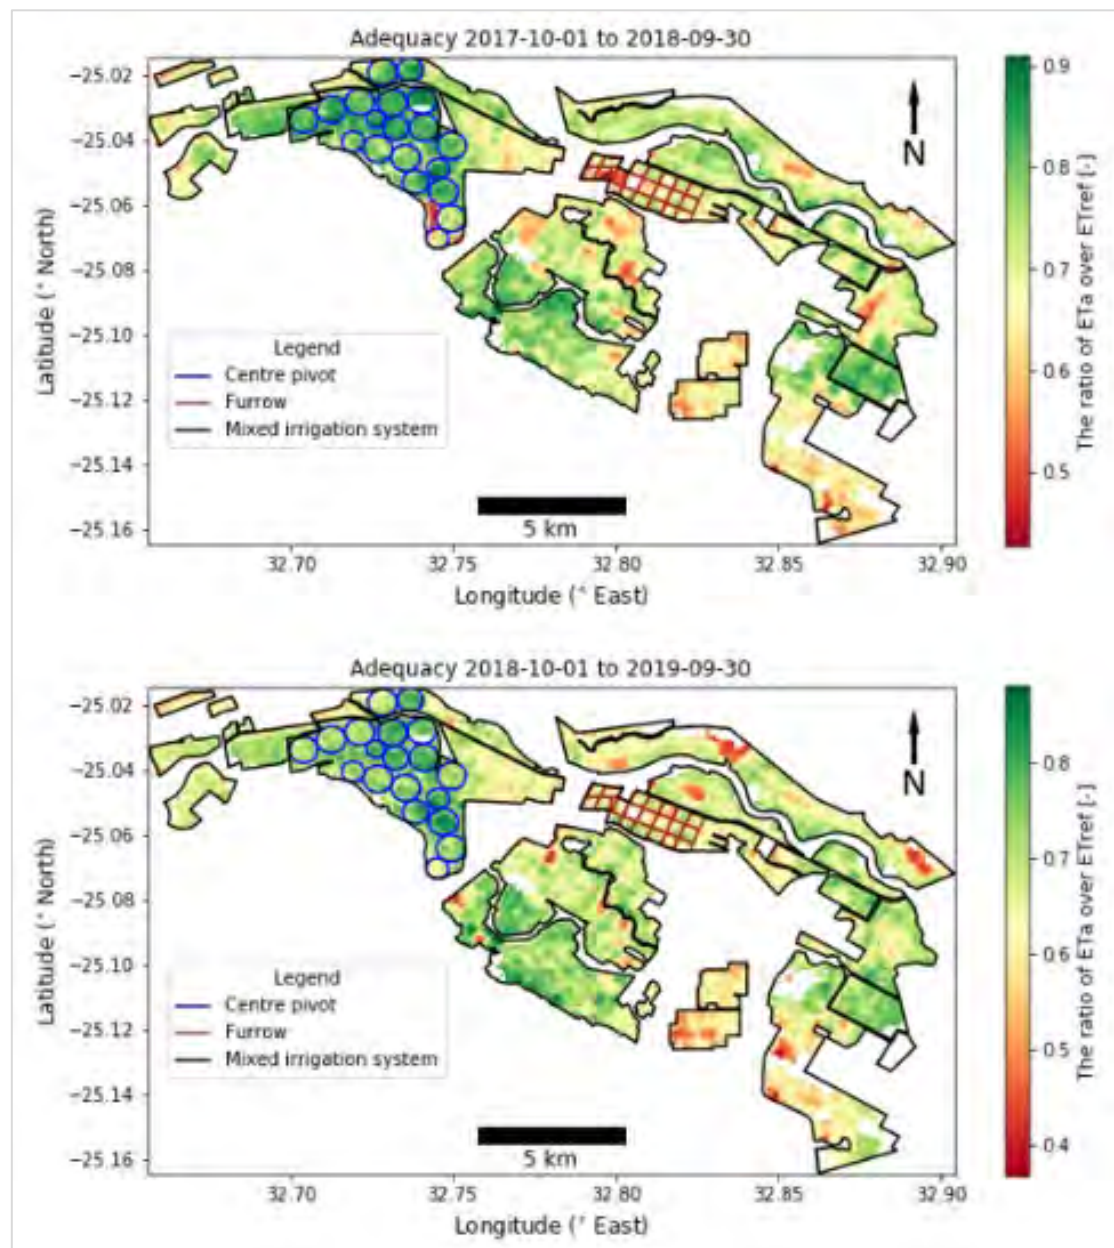 Adequacy 2017-10-01 to 2018-09-30
−25.02
−25.04
−25.06
−25.08
−25.10
−25.12
−25.14
−25.16
Latitude (° North)
N
Legend
Centre pivot
Furrow
Mixed irrigation system
5 km
32.70 32.75 32.80 32.85 32.90
Longitude (° East)
0.9
0.8
0.7
0.6
0.5
The ratio of ETa over ETref [-]
Adequacy 2018-10-01 to 2019-09-30
−25.02
−25.04
−25.06
−25.08
−25.10
−25.12
−25.14
−25.16
Latitude (° North)
N
Legend
Centre pivot
Furrow
Mixed irrigation system
5 km
32.70 32.75 32.80 32.85 32.90
Longitude (° East)
0.8
0.7
0.6
0.5
0.4
The ratio of ETa over ETref [-]